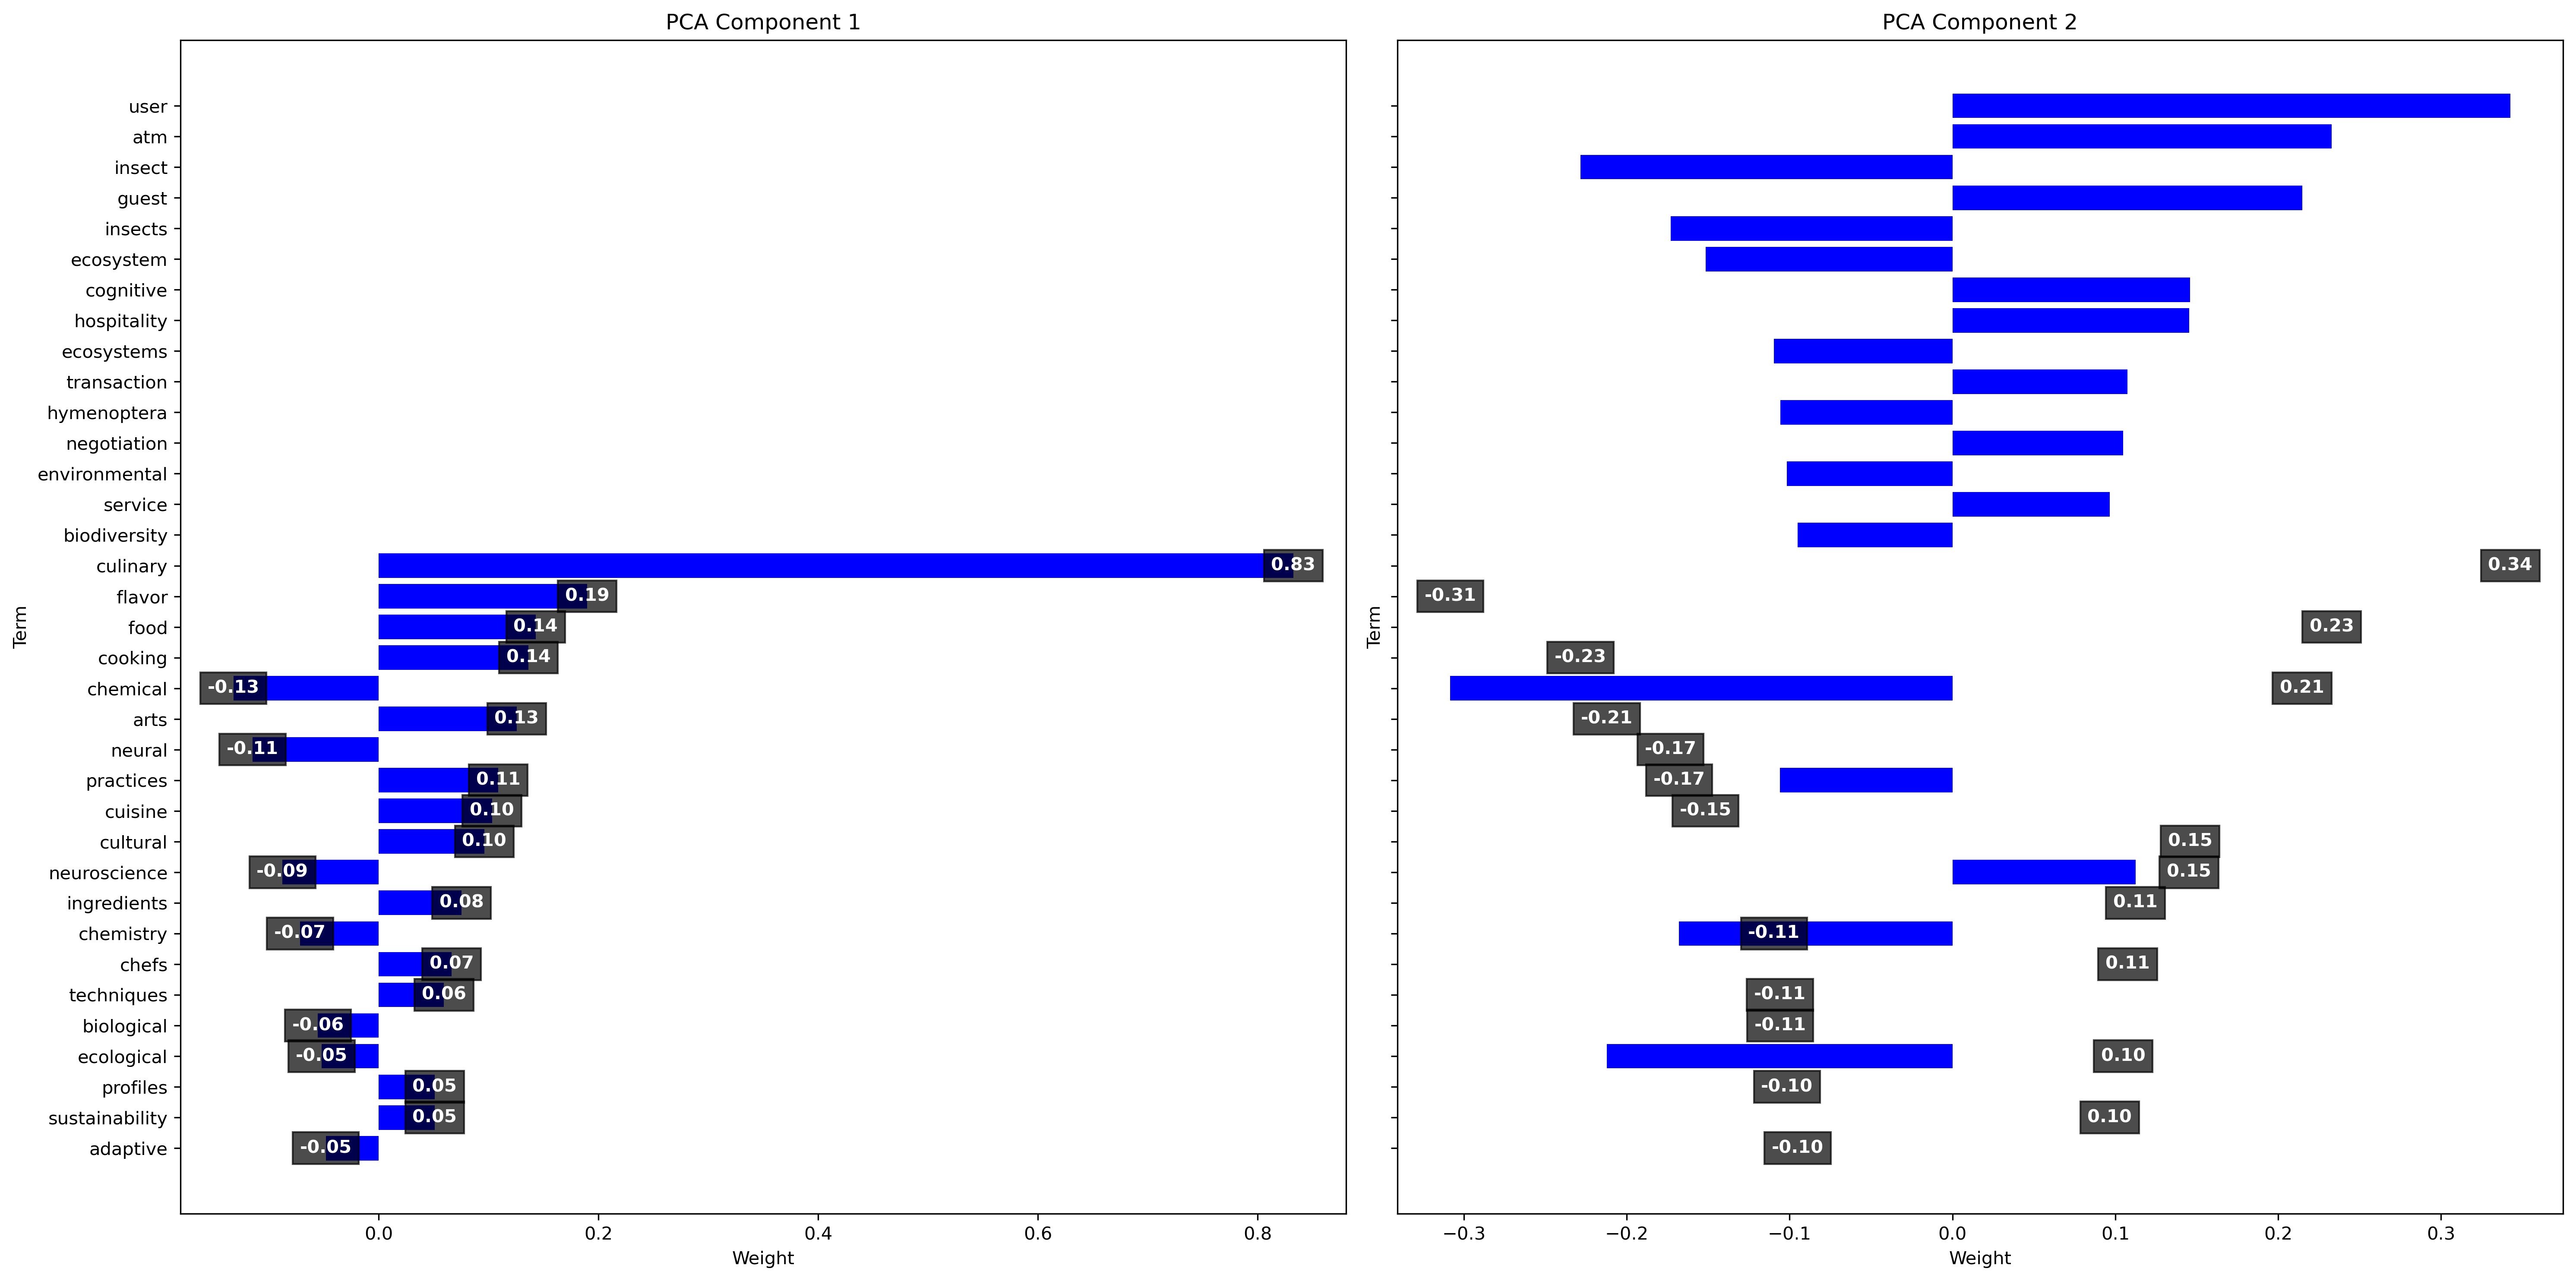 PCA Component 1
Term
user
atm
insect
guest
insects
ecosystem
cognitive
hospitality
ecosystems
transaction
hymenoptera
negotiation
environmental
service
biodiversity
culinary 0.83
flavor 0.19
food 0.14
cooking 0.14
chemical -0.13
arts 0.13
neural -0.11
practices 0.11
cuisine 0.10
cultural 0.10
neuroscience -0.09
ingredients 0.08
chemistry -0.07
chefs 0.07
techniques 0.06
biological -0.06
ecological -0.05
profiles 0.05
sustainability 0.05
adaptive -0.05
0.0 0.2 0.4 0.6 0.8
Weight
PCA Component 2
Term
0.34
-0.31
0.23
-0.23
0.21
-0.21
-0.17
-0.17
-0.15
0.15
0.15
0.11
-0.11
0.11
-0.11
-0.11
0.10
-0.10
0.10
-0.10
−0.3 −0.2 −0.1 0.0 0.1 0.2 0.3
Weight